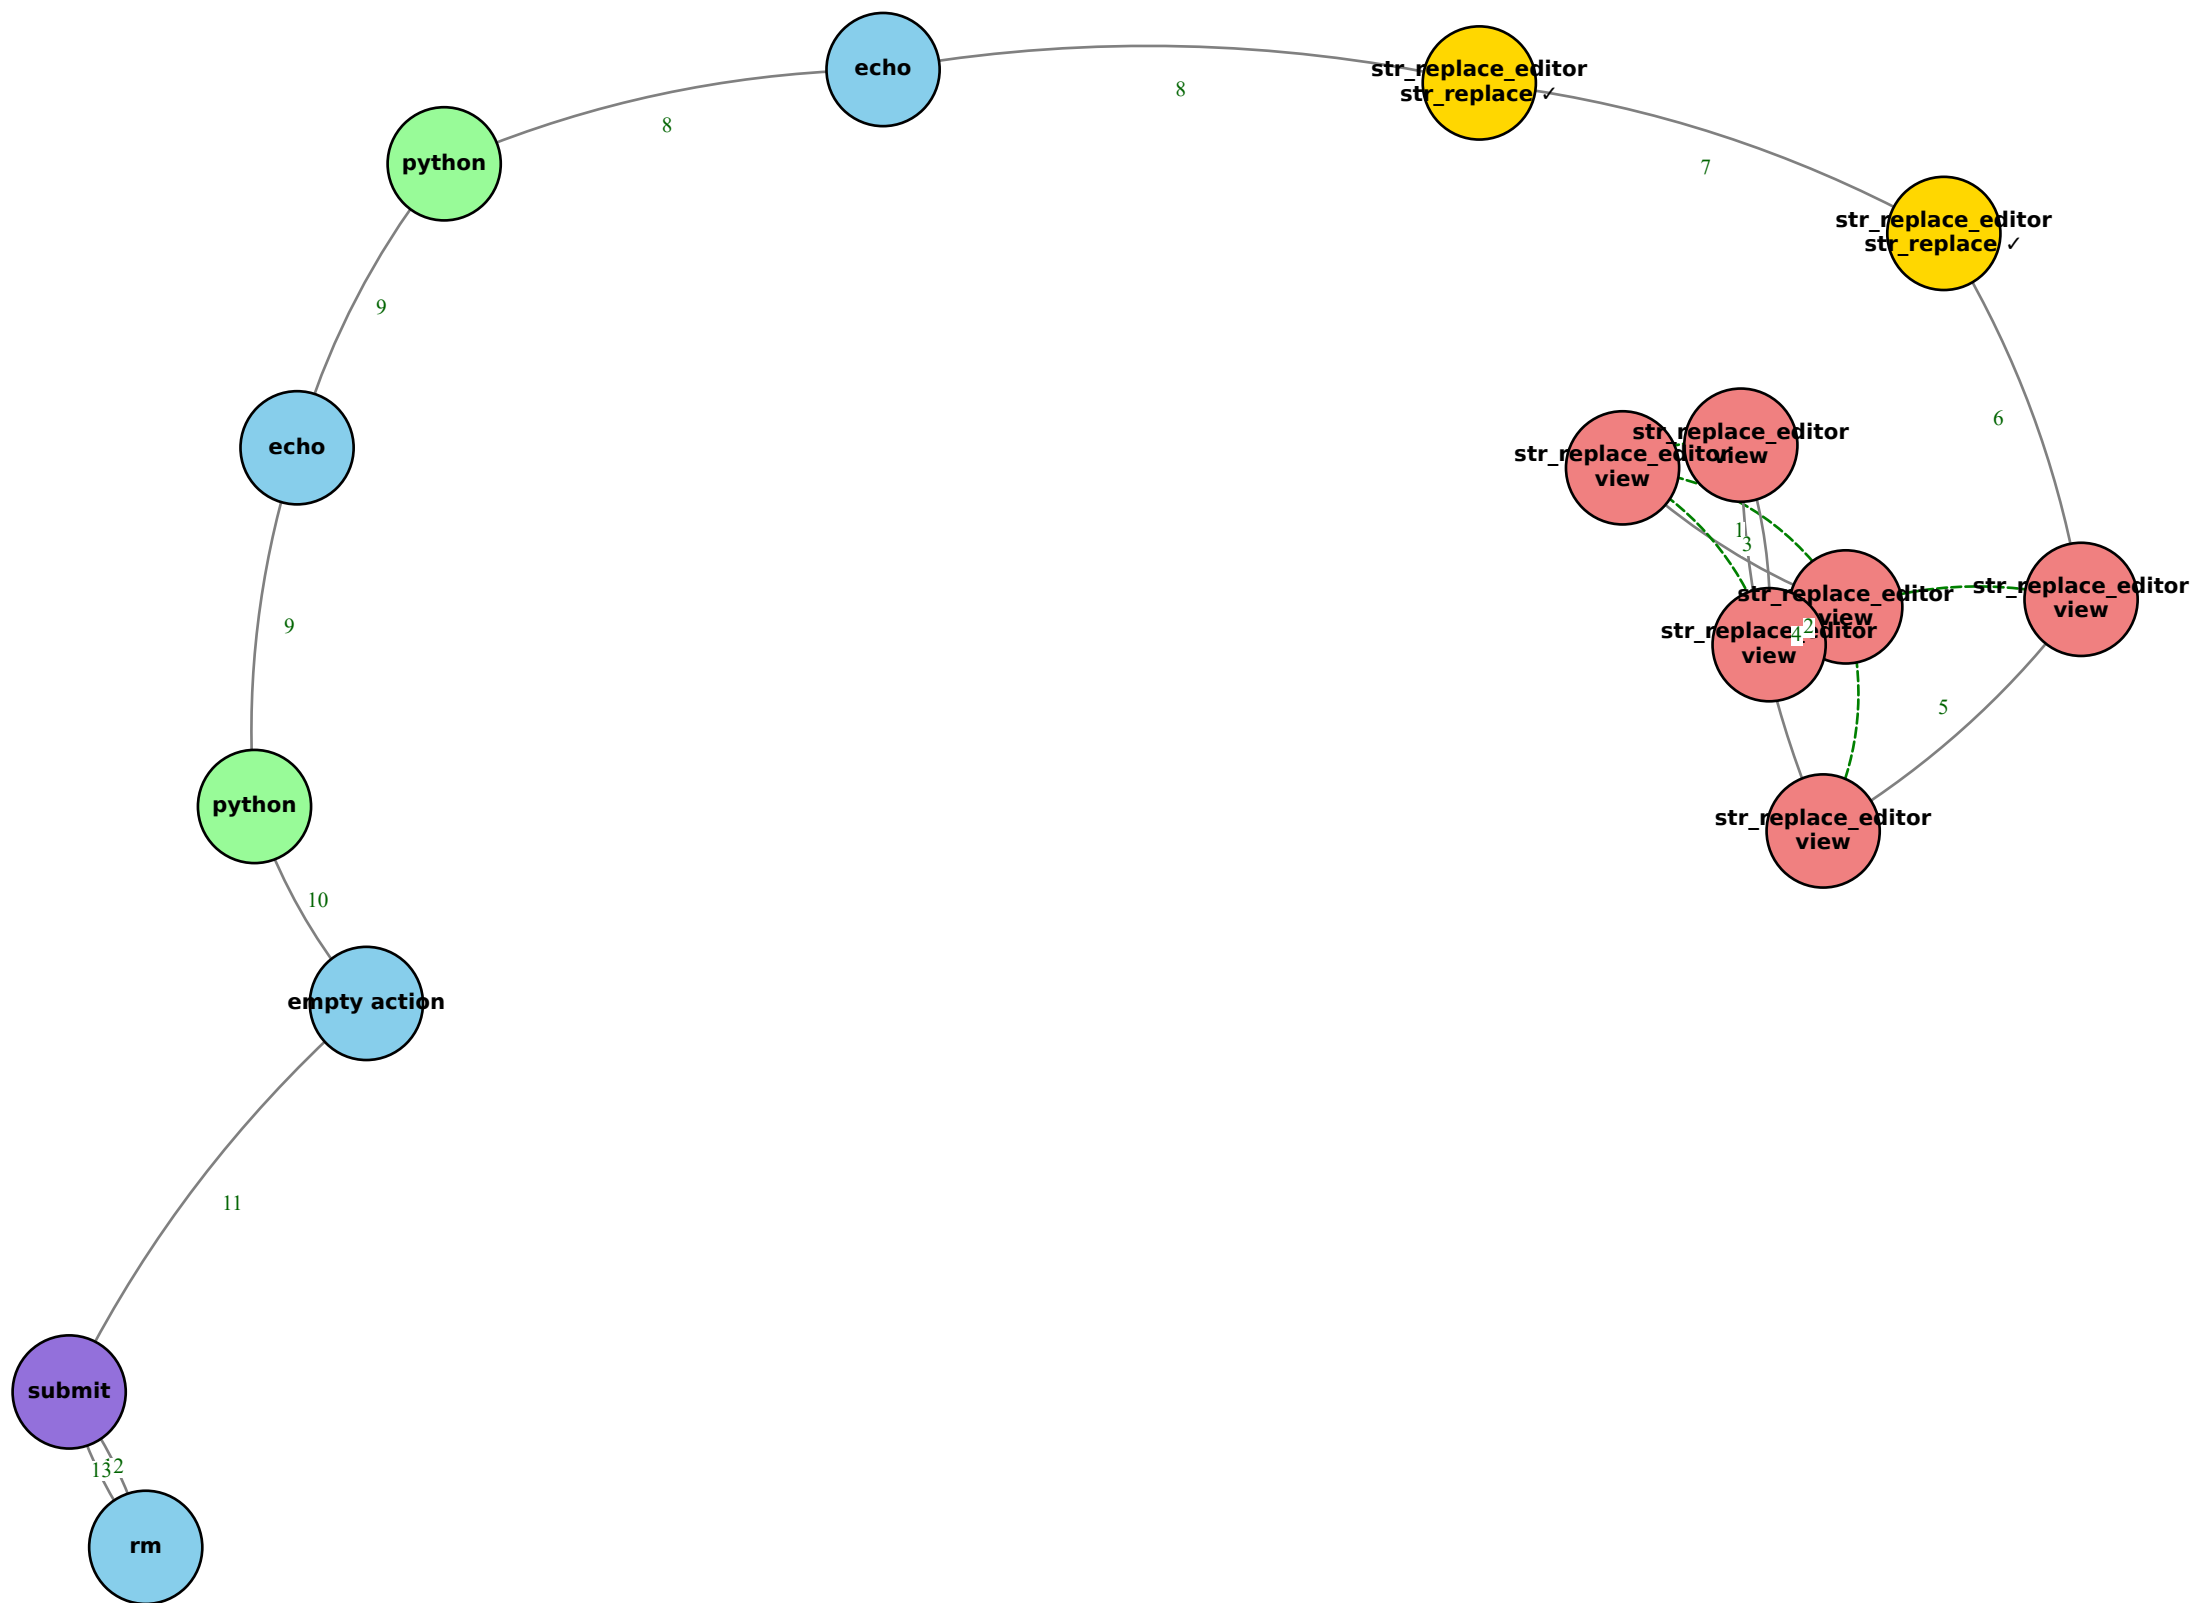 echo
8
str_replace_editor
str_replace ✓
8
python
7
str_replace_editor
str_replace ✓
9
6
echo
str_replace_editor
view
str_replace_editor
view
1
3
str_replace_editor
view
str_replace_editor
view
str_replace_editor
view
2
4
9
5
python
str_replace_editor
view
10
empty action
11
submit
12
13
rm